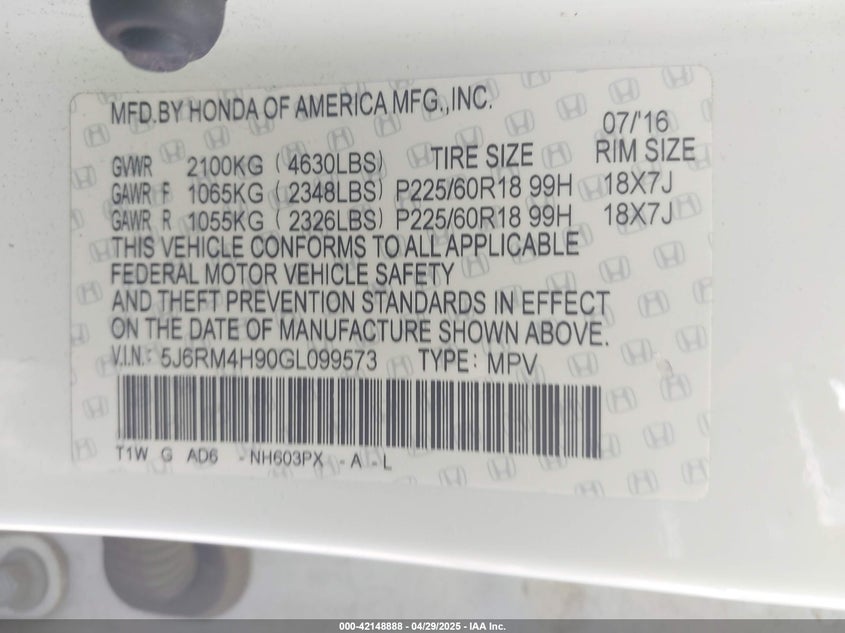 MFD.BY HONDA OF AMERICA MFG.,INC.
07/'16
GVWR 2100KG (4630LBS) TIRE SIZE RIM SIZE
GAWR F 1065KG (2348LBS) P225/60R18 99H 18X7J
GAWR R 1055KG (2326LBS) P225/60R18 99H 18X7J
THIS VEHICLE CONFORMS TO ALL APPLICABLE
FEDERAL MOTOR VEHICLE SAFETY
AND THEFT PREVENTION STANDARDS IN EFFECT
ON THE DATE OF MANUFACTURE SHOWN ABOVE.
V.I.N.: 5J6RM4H90GL099573 TYPE: MPV
T1W G AD6 -NH603PX -A -L
000-42148888 - 04/29/2025 - IAA Inc.